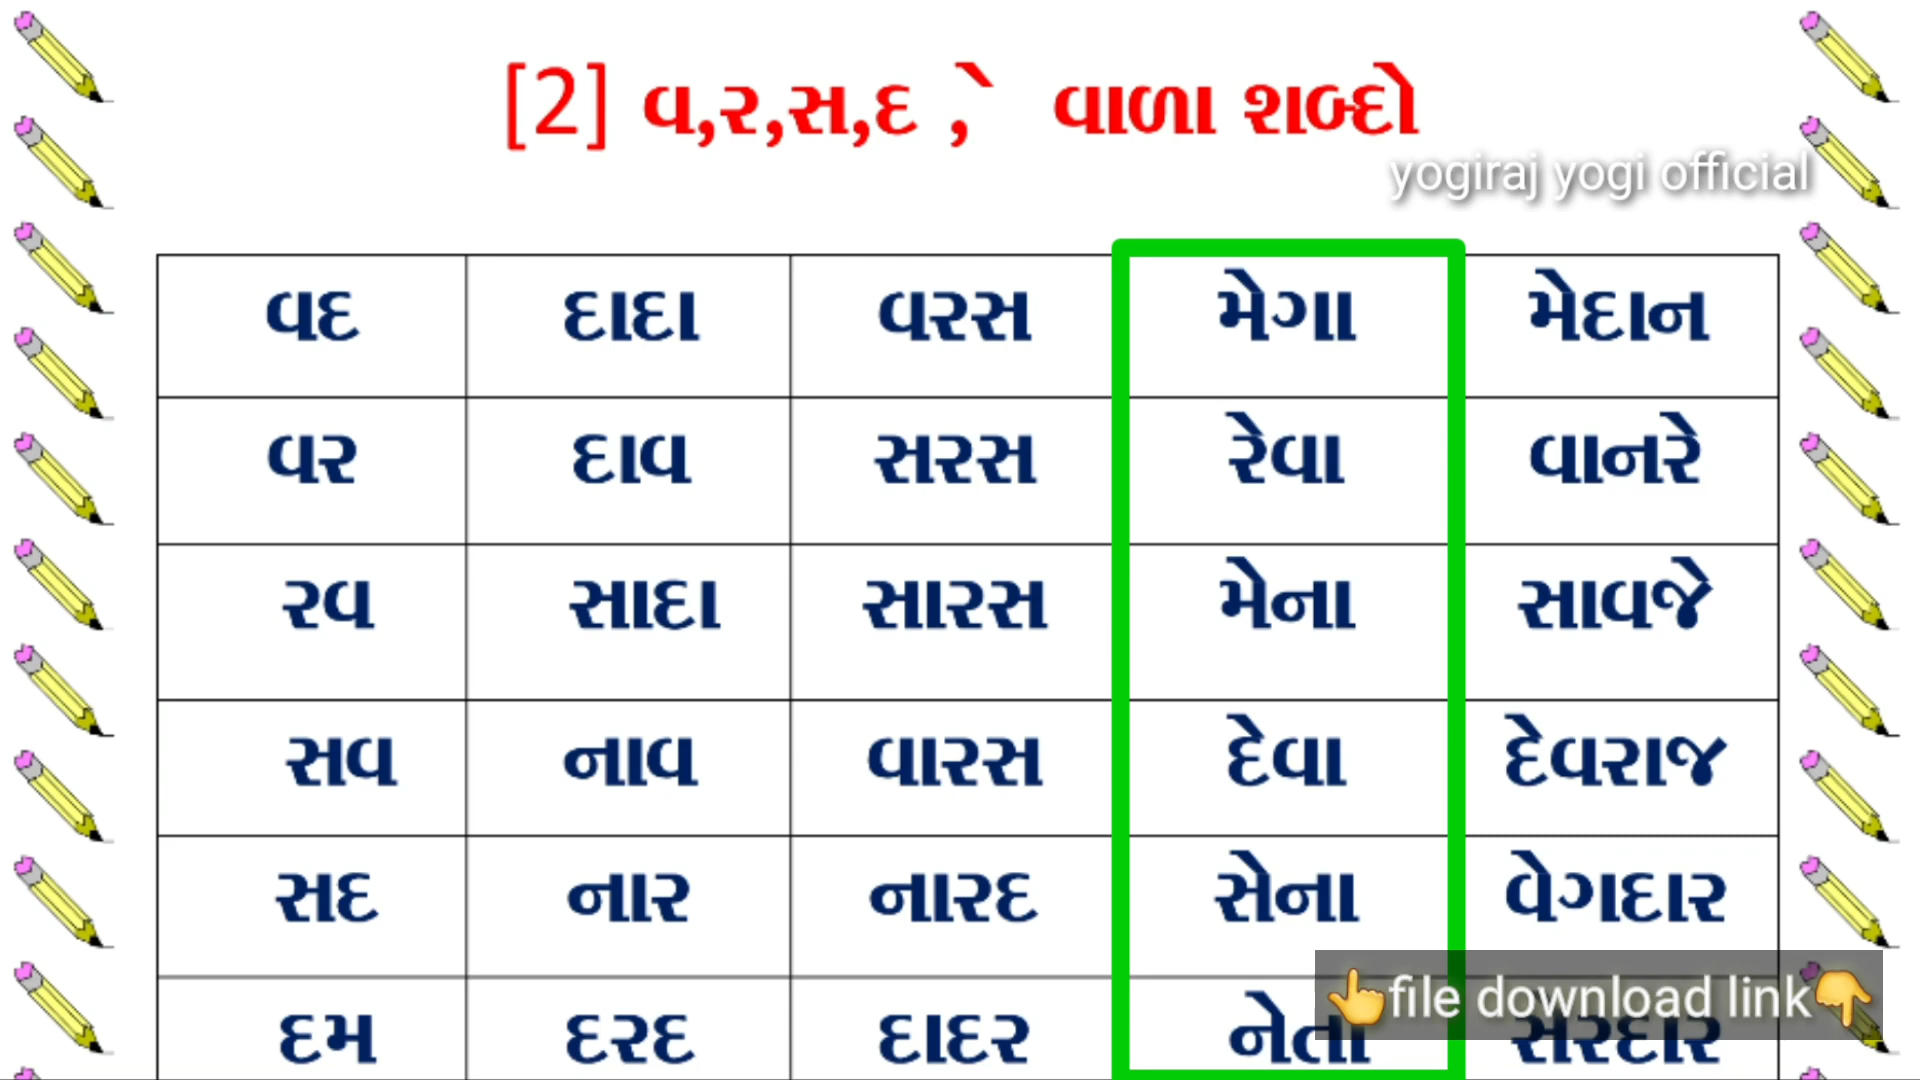 [2] વ,ર,સ,દ ,ે વાળા શબ્દો
yogiraj yogi official
વદ દાદા વરસ મેગા મેદાન
વર દાવ સરસ રેવા વાનરે
રવ સાદા સારસ મેના સાવજે
સવ નાવ વારસ દેવા દેવરાજ
સદ નાર નારદ સેના વેગદાર
👆file download link👇
દમ દરદ દાદર નેતા સરદાર